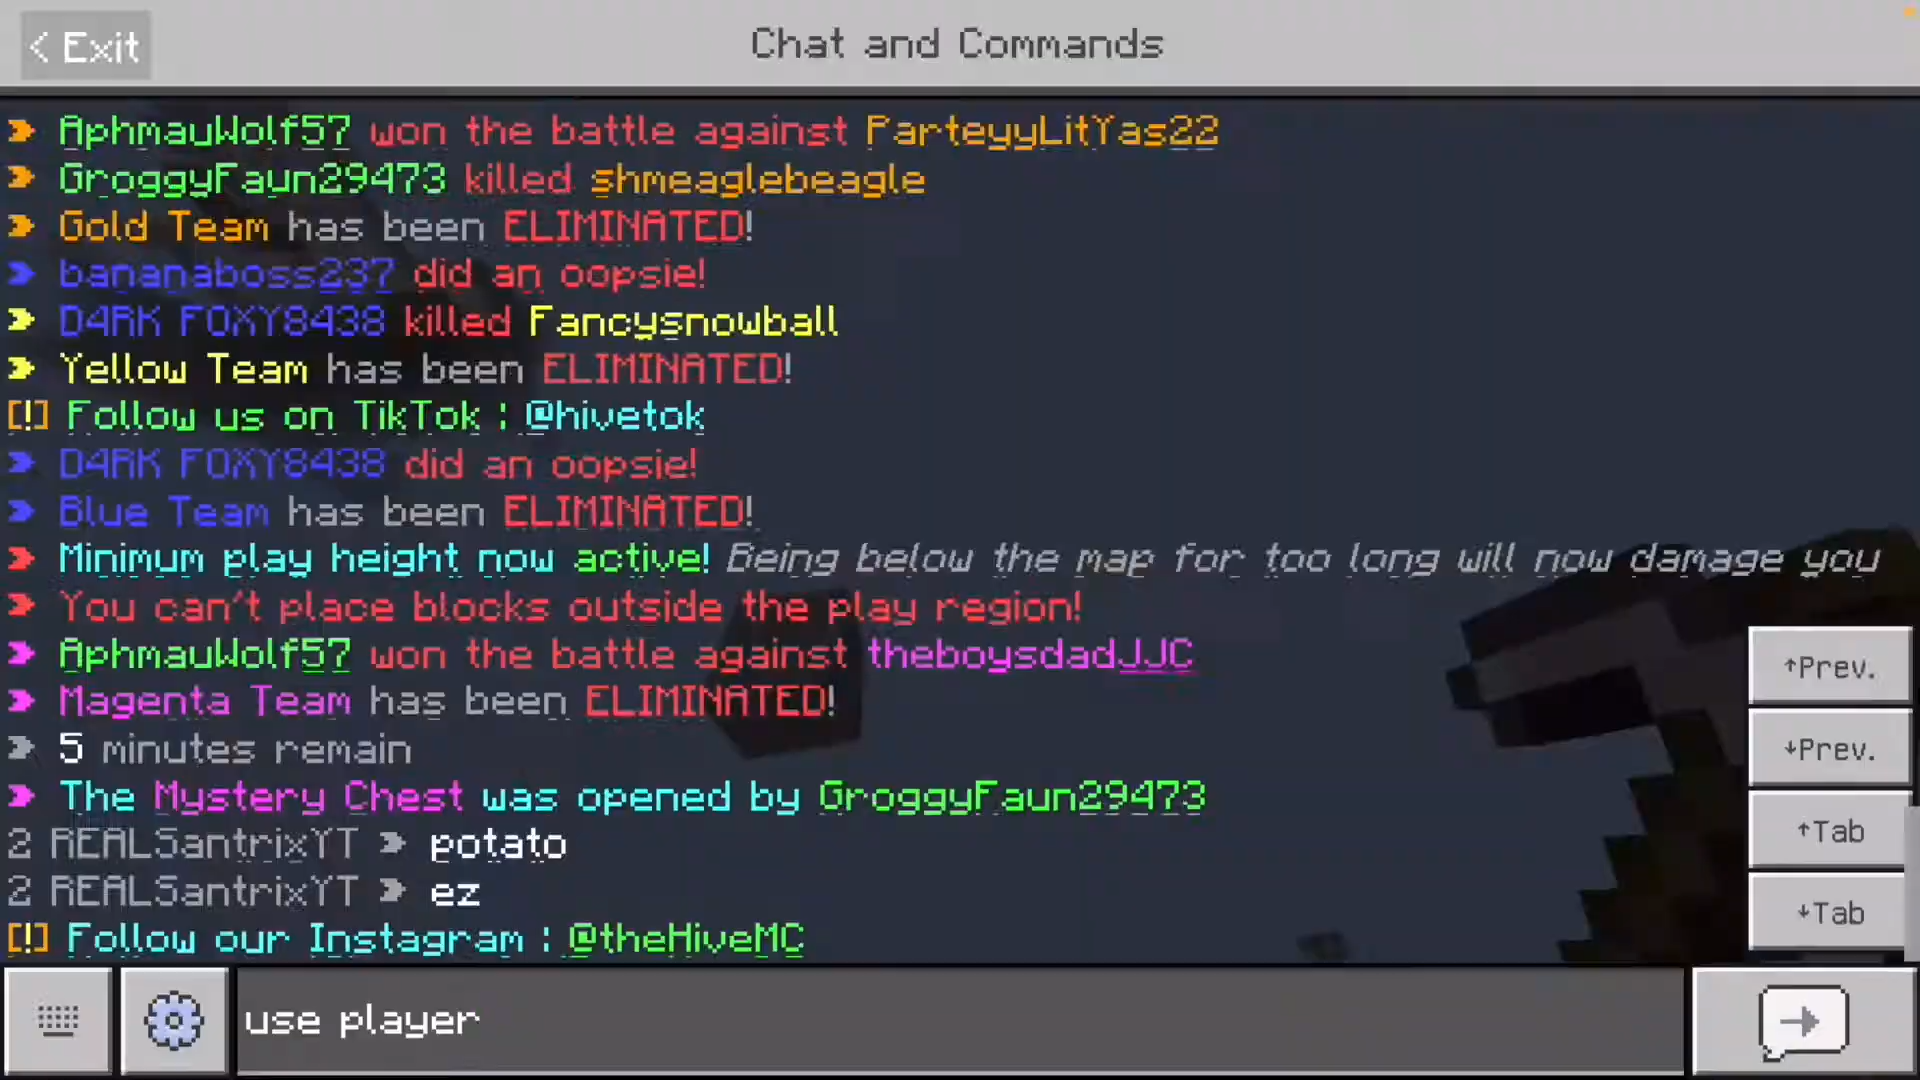 < Exit
Chat and Commands
AphmauWolf57 won the battle against ParteyyLitYas22
GroggyFaun29473 killed shmeaglebeagle
Gold Team has been ELIMINATED!
bananaboss237 did an oopsie!
D4RK FOXY8438 killed Fancysnowball
Yellow Team has been ELIMINATED!
[!] Follow us on TikTok : @hivetok
D4RK FOXY8438 did an oopsie!
Blue Team has been ELIMINATED!
Minimum play height now active! Being below the map for too long will now damage you
You can't place blocks outside the play region!
AphmauWolf57 won the battle against theboysdadJJC
Magenta Team has been ELIMINATED!
5 minutes remain
The Mystery Chest was opened by GroggyFaun29473
2 REALSantrixYT potato
2 REALSantrixYT ez
[!] Follow our Instagram : @theHiveMC
↑Prev.
↓Prev.
↑Tab
↓Tab
use player